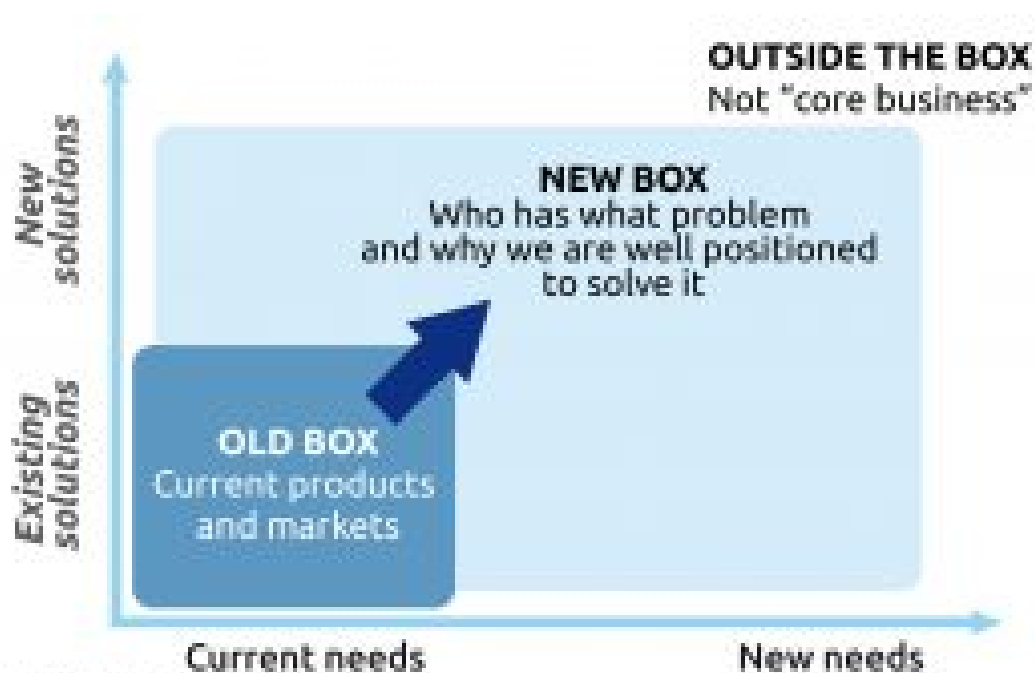 OUTSIDE THE BOX
Not "core business"
New
solutions
NEW BOX
Who has what problem
and why we are well positioned
to solve it
Existing
solutions
OLD BOX
Current products
and markets
Current needs
New needs